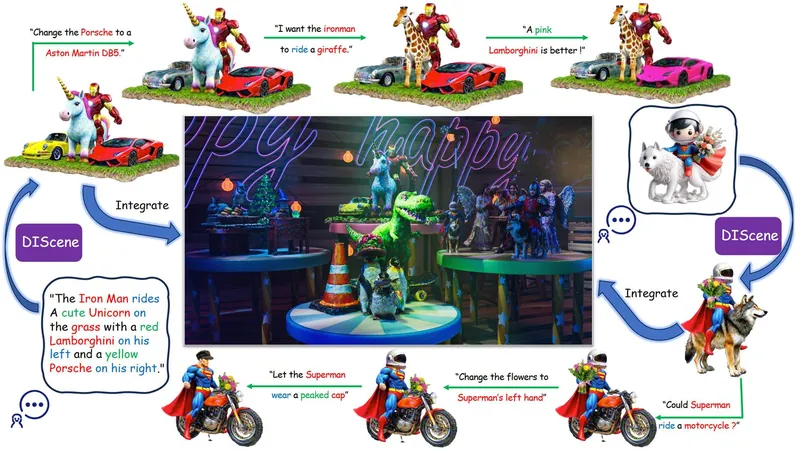 "Change the Porsche to a
Aston Martin DB5."
"I want the ironman
to ride a giraffe."
"A pink
Lamborghini is better !"
happy
Integrate
DIScene
DIScene
Integrate
"The Iron Man rides
A cute Unicorn on
the grass with a red
Lamborghini on his
left and a yellow
Porsche on his right."
"Let the Superman
wear a peaked cap"
"Change the flowers to
Superman's left hand"
"Could Superman
ride a motorcycle ?"